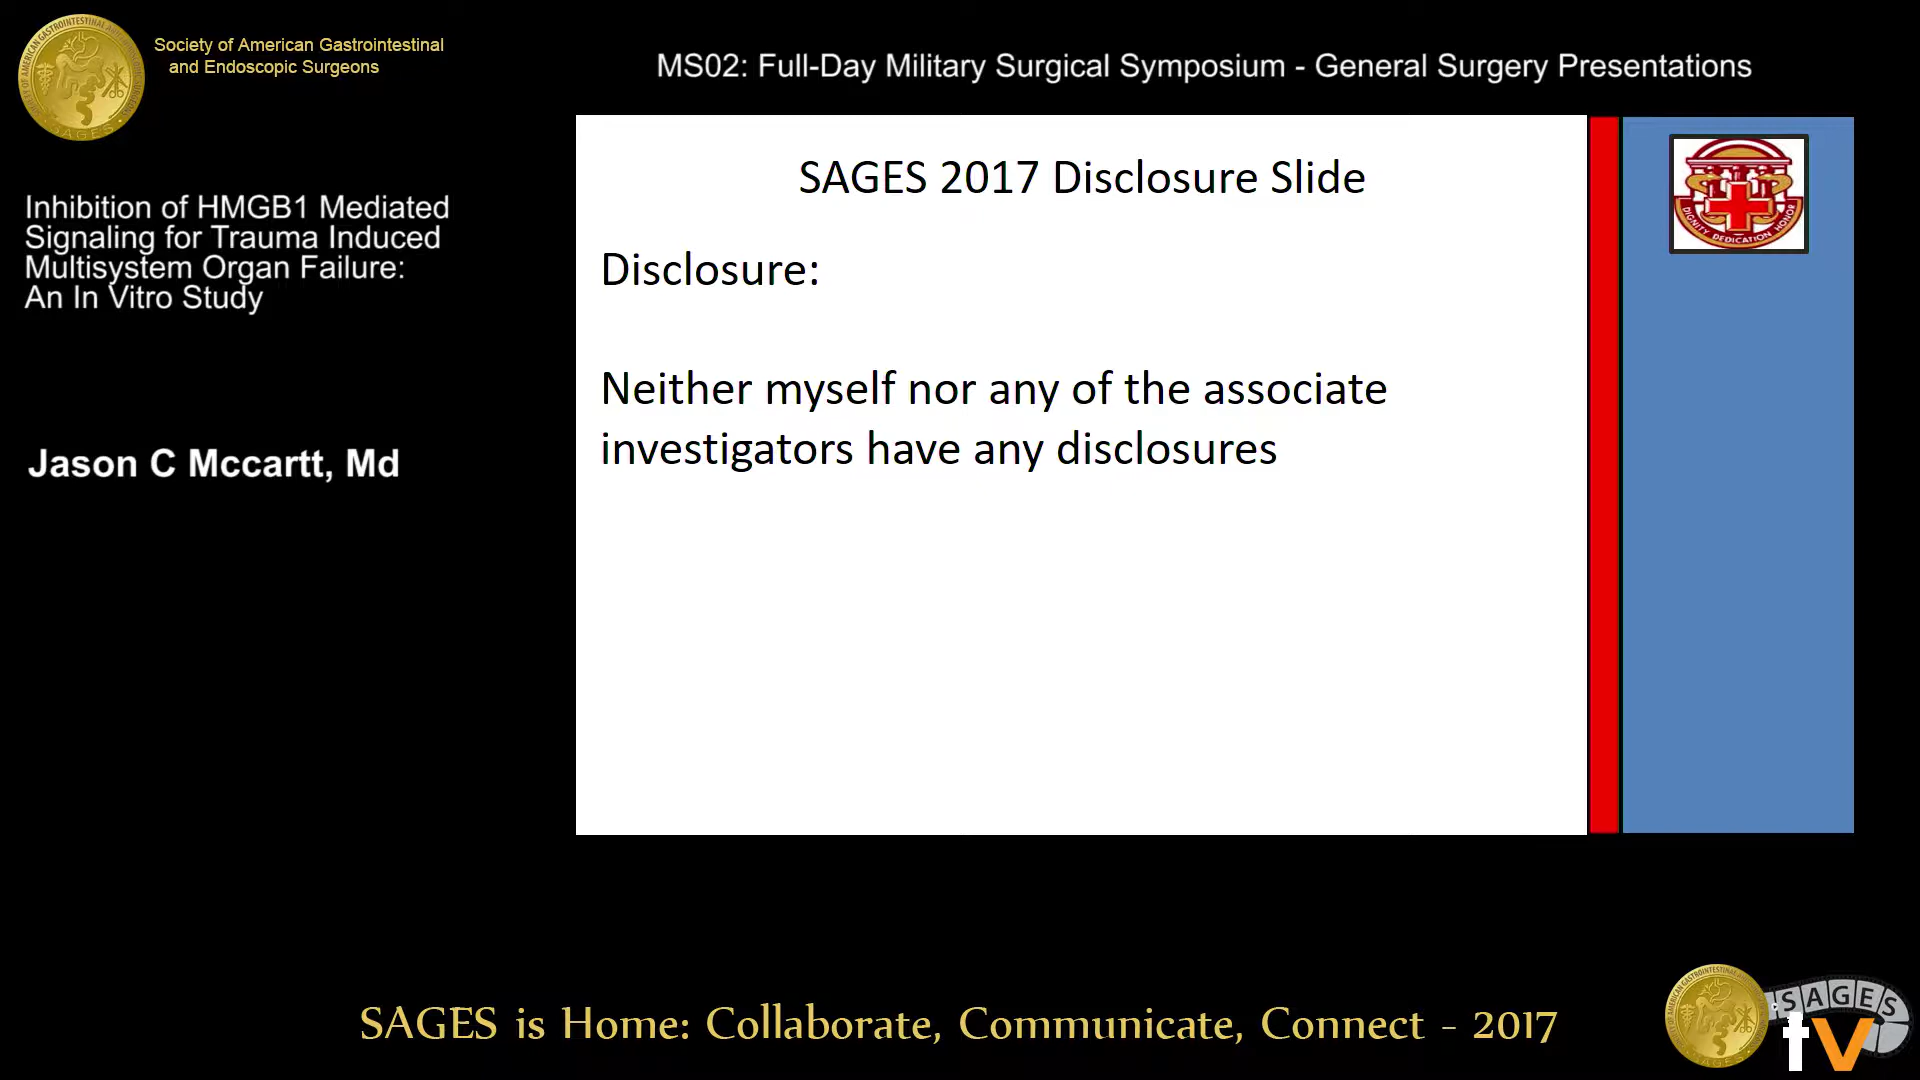 Society of American Gastrointestinal
and Endoscopic Surgeons
MS02: Full-Day Military Surgical Symposium - General Surgery Presentations
Inhibition of HMGB1 Mediated
Signaling for Trauma Induced
Multisystem Organ Failure:
An In Vitro Study
Jason C Mccartt, Md
SAGES 2017 Disclosure Slide
Disclosure:
Neither myself nor any of the associate
investigators have any disclosures
DIGNITY DEDICATION HONOR
SAGES is Home: Collaborate, Communicate, Connect - 2017
SAGES
tv